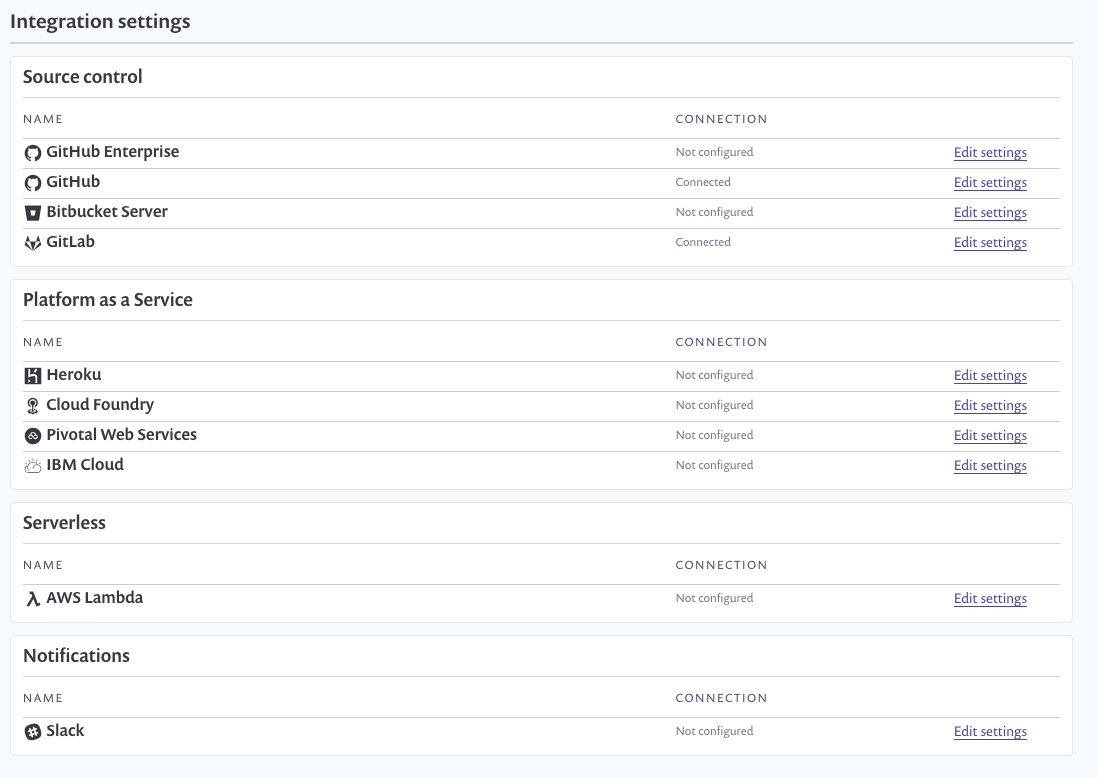 Integration settings
Source control
NAME CONNECTION
GitHub Enterprise Not configured Edit settings
GitHub Connected Edit settings
Bitbucket Server Not configured Edit settings
GitLab Connected Edit settings
Platform as a Service
NAME CONNECTION
Heroku Not configured Edit settings
Cloud Foundry Not configured Edit settings
Pivotal Web Services Not configured Edit settings
IBM Cloud Not configured Edit settings
Serverless
NAME CONNECTION
AWS Lambda Not configured Edit settings
Notifications
NAME CONNECTION
Slack Not configured Edit settings